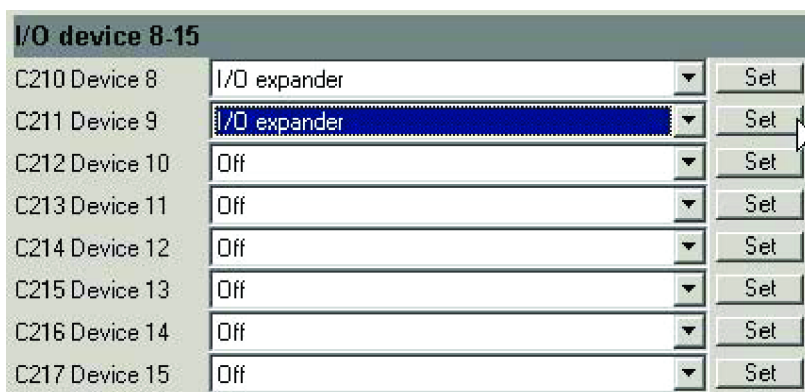 I/O device 8-15
C210 Device 8 I/O expander Set
C211 Device 9 I/O expander Set
C212 Device 10 Off Set
C213 Device 11 Off Set
C214 Device 12 Off Set
C215 Device 13 Off Set
C216 Device 14 Off Set
C217 Device 15 Off Set